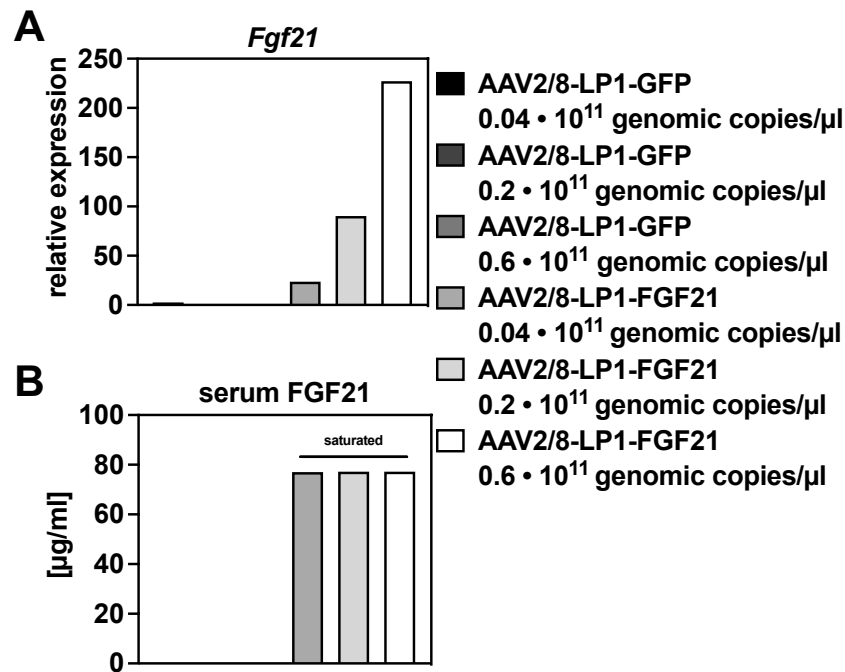 A
Fgf21
relative expression
250
200
150
100
50
0
AAV2/8-LP1-GFP
0.04 • 10¹¹ genomic copies/µl
AAV2/8-LP1-GFP
0.2 • 10¹¹ genomic copies/µl
AAV2/8-LP1-GFP
0.6 • 10¹¹ genomic copies/µl
AAV2/8-LP1-FGF21
0.04 • 10¹¹ genomic copies/µl
AAV2/8-LP1-FGF21
0.2 • 10¹¹ genomic copies/µl
AAV2/8-LP1-FGF21
0.6 • 10¹¹ genomic copies/µl
B
serum FGF21
[µg/ml]
100
80
60
40
20
0
saturated